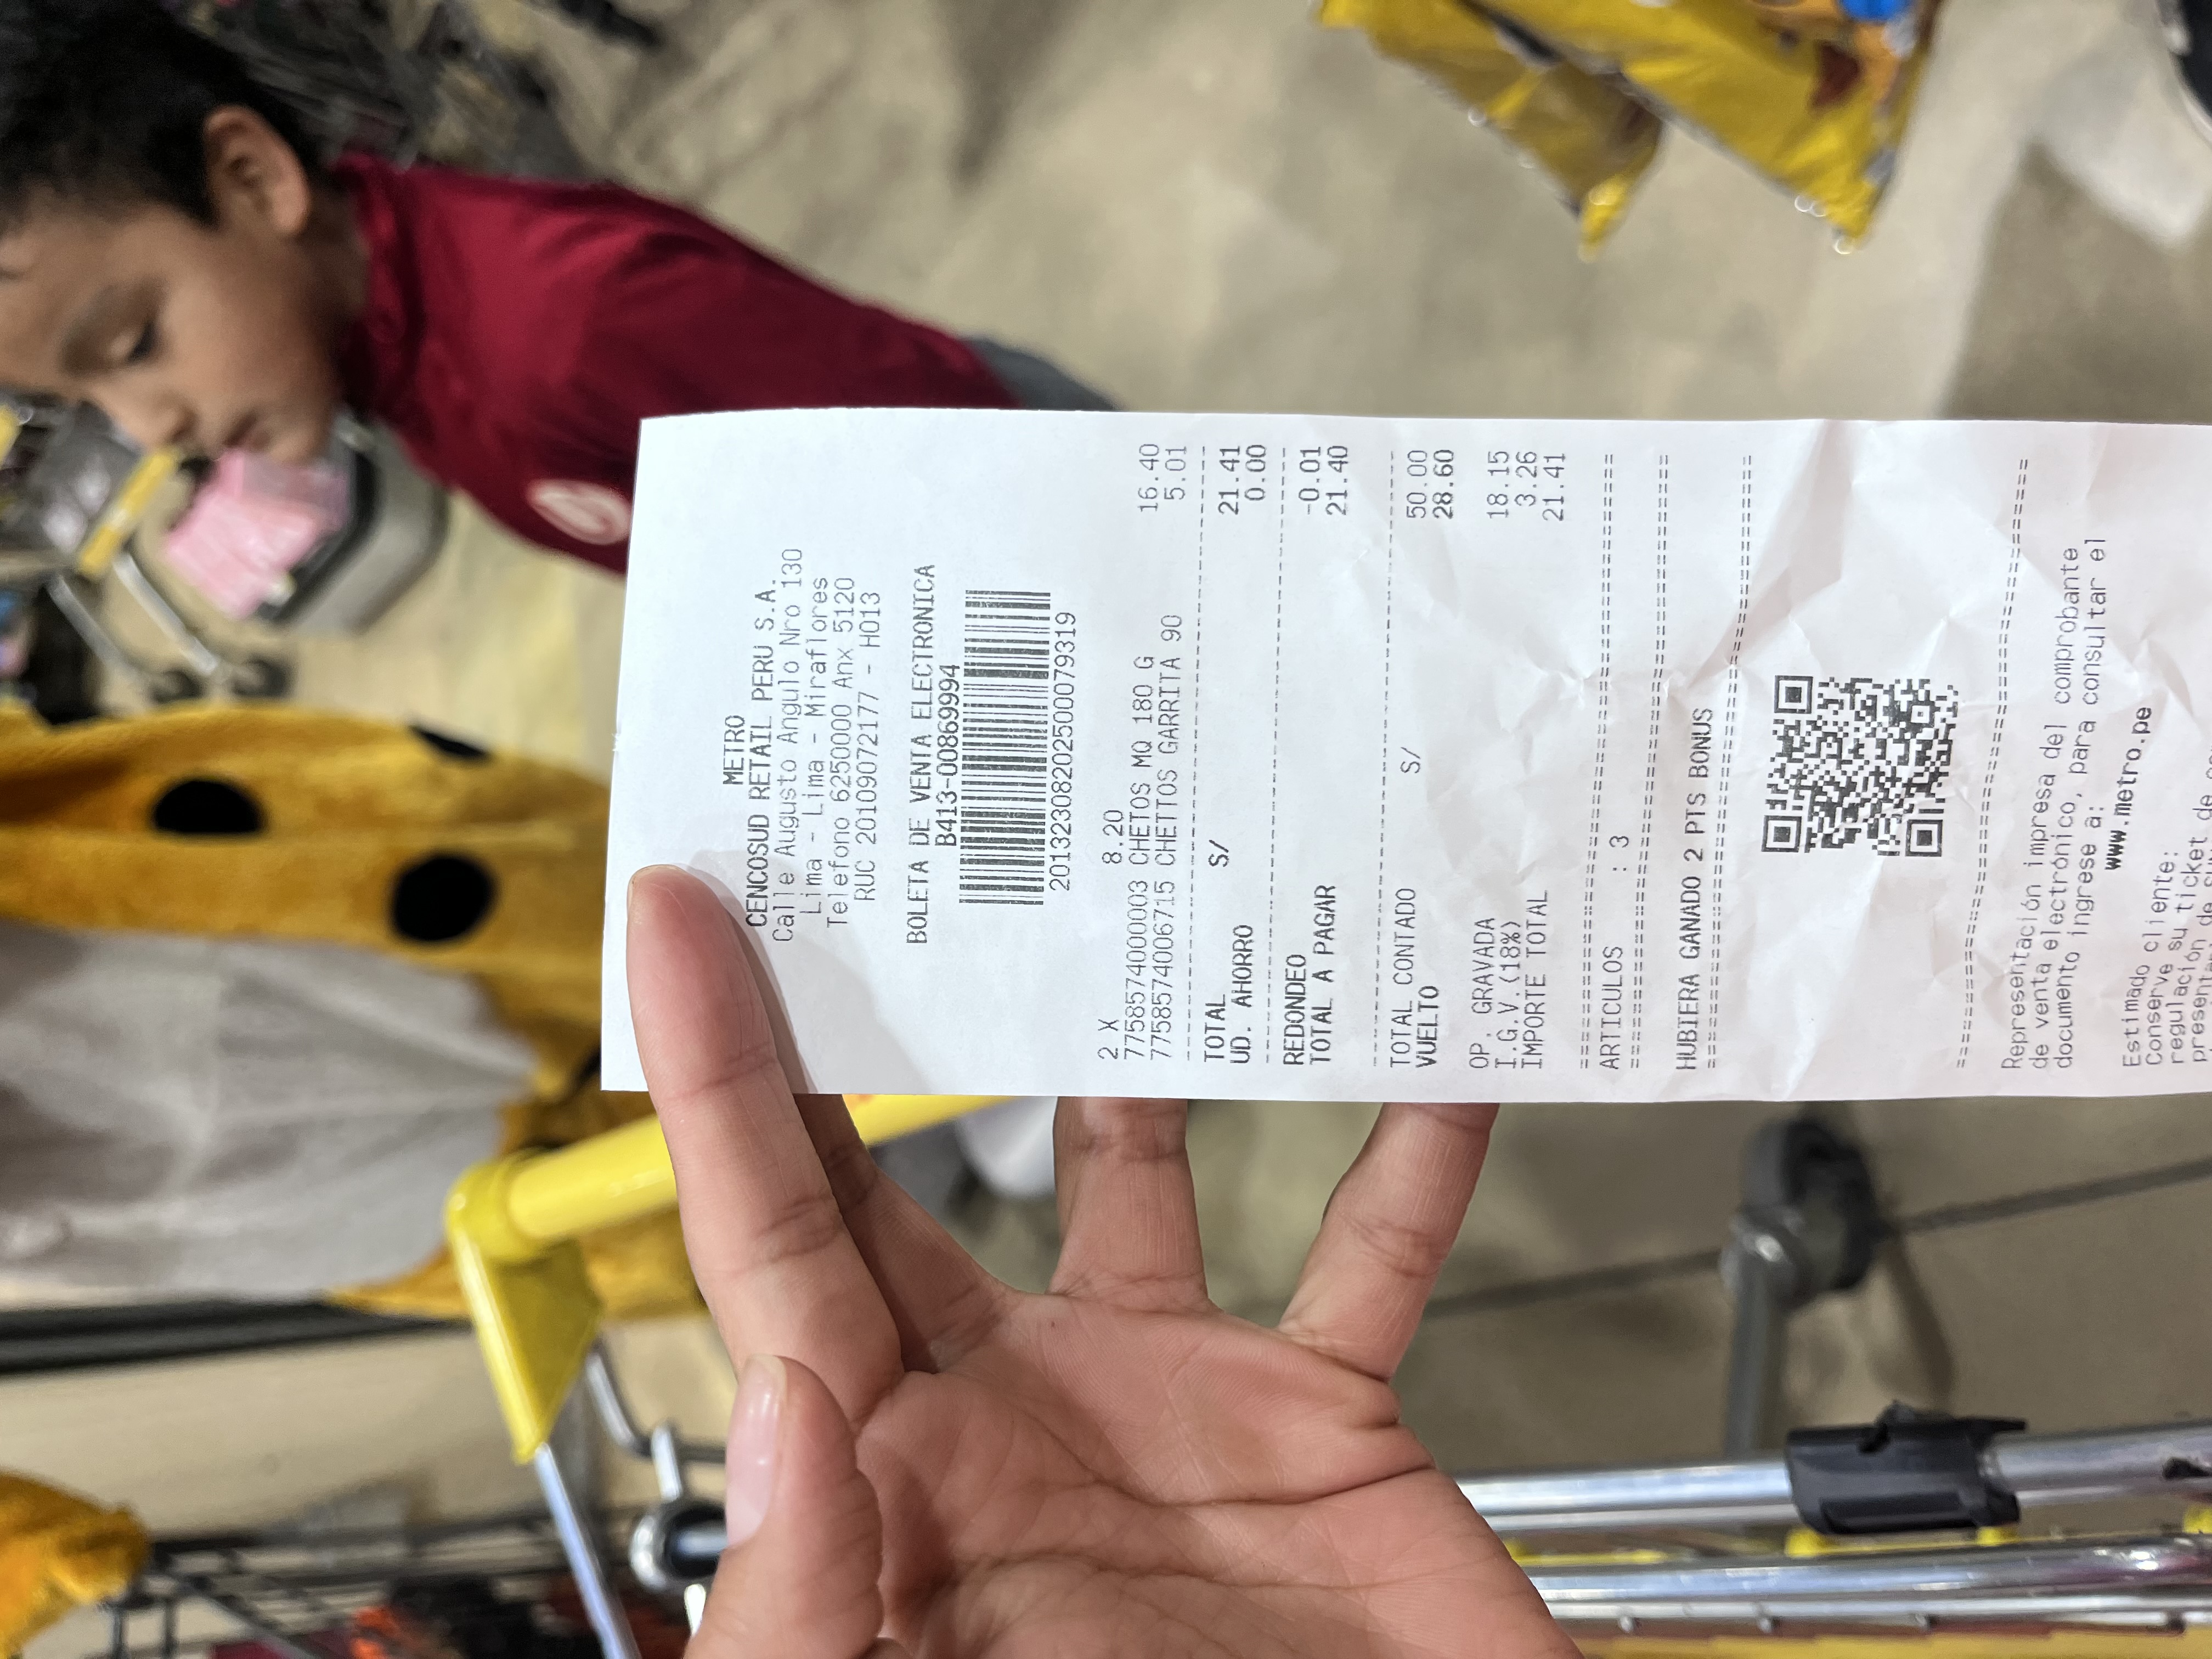 METRO
CENCOSUD RETAIL PERU S.A.
Calle Augusto Angulo Nro 130
Lima - Lima - Miraflores
Telefono 6250000 Anx 5120
RUC 20109072177 - H013
BOLETA DE VENTA ELECTRONICA
B413-00869994
20132308202500079319
2 X 8.20
7758574000003 CHETOS MQ 180 G 16.40
7758574006715 CHETTOS GARRITA 90 5.01
TOTAL S/ 21.41
UD. AHORRO 0.00
REDONDEO -0.01
TOTAL A PAGAR 21.40
TOTAL CONTADO S/ 50.00
VUELTO 28.60
OP. GRAVADA 18.15
I.G.V.(18%) 3.26
IMPORTE TOTAL 21.41
ARTICULOS : 3
HUBIERA GANADO 2 PTS BONUS
Representación impresa del comprobante
de venta electrónico, para consultar el
documento ingrese a:
www.metro.pe
Estimado cliente:
Conserve su ticket de
regulación de